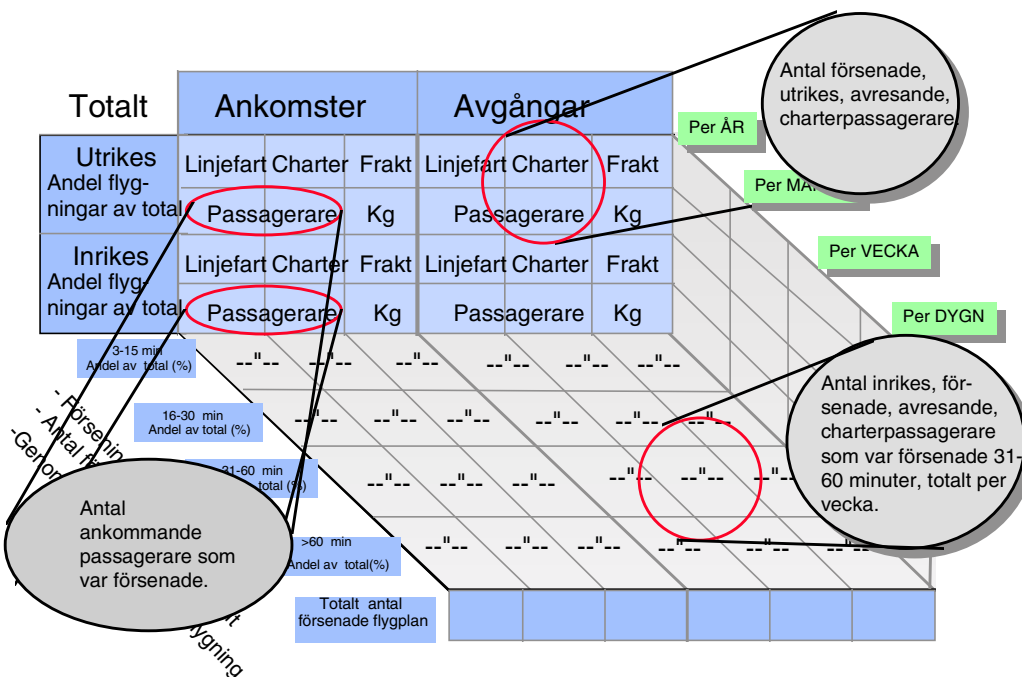 Totalt
Ankomster
Avgångar
Utrikes
Andel flyg-
ningar av total
Linjefart Charter Frakt Linjefart Charter Frakt
Passagerare Kg Passagerare Kg
Inrikes
Andel flyg-
ningar av total
Linjefart Charter Frakt Linjefart Charter Frakt
Passagerare Kg Passagerare Kg
Per ÅR
Per VECKA
Per DYGN
Antal försenade,
utrikes, avresande,
charterpassagerare.
3-15 min
Andel av total (%)
--"-- --"-- --"-- --"-- --"-- --"--
16-30 min
Andel av total (%)
--"-- --"-- --"-- --"-- --"-- --"--
31-60 min
total (%)
--"-- --"-- --"-- --"-- --"-- --"--
>60 min
Andel av total(%)
--"-- --"-- --"-- --"-- --"-- --"--
Totalt antal
försenade flygplan
Antal inrikes, för-
senade, avresande,
charterpassagerare
som var försenade 31-
60 minuter, totalt per
vecka.
- Antal
Antal
ankommande
passagerare som
var försenade.